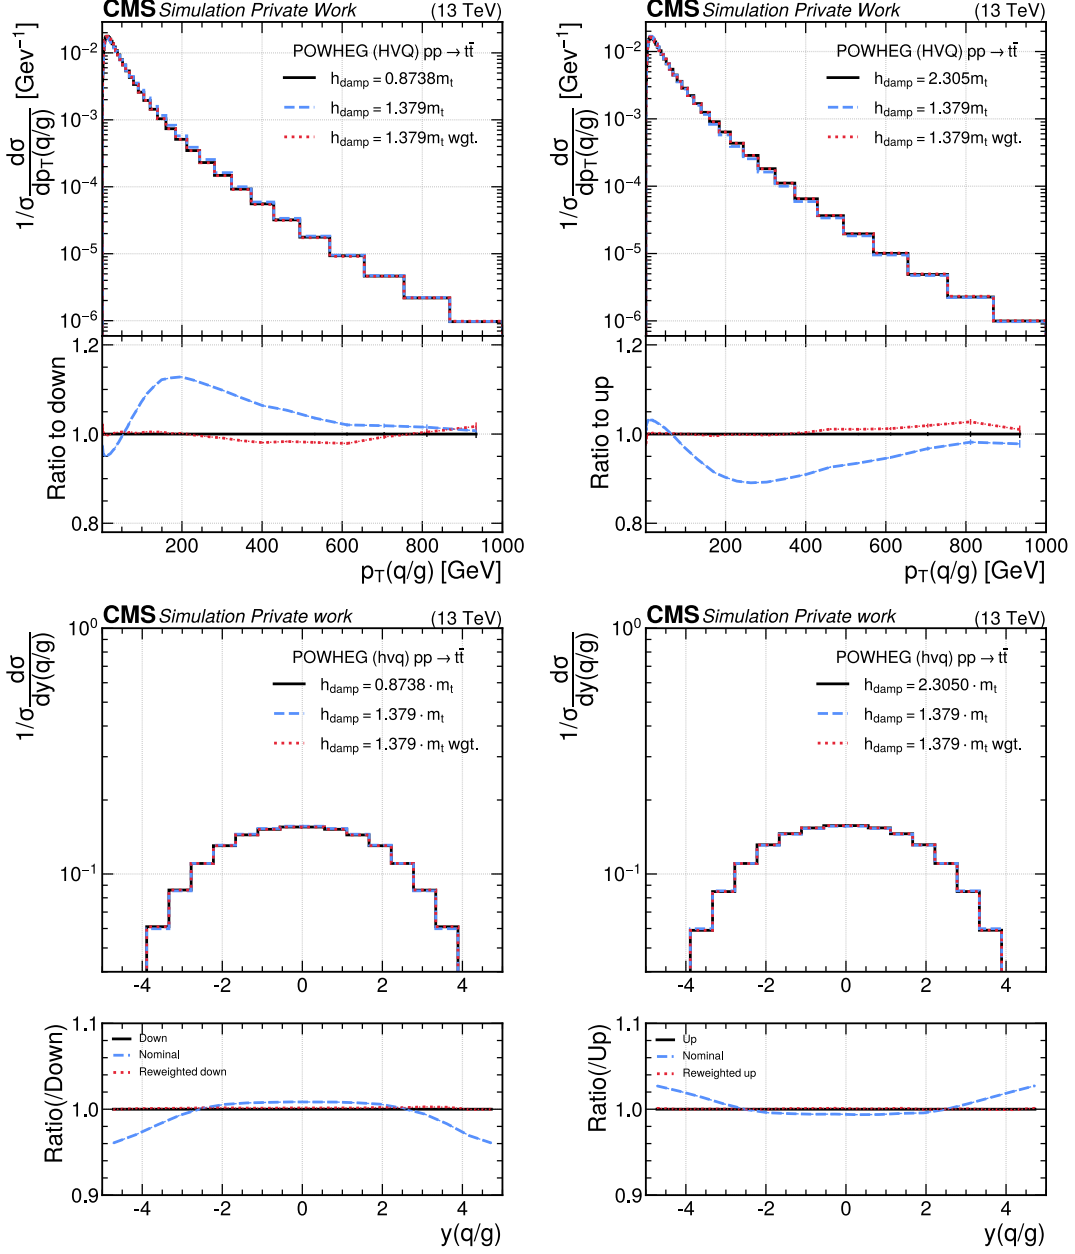 CMS Simulation Private Work (13 TeV)
1/σ dσ/dp_T(q/g) [Gev⁻¹]
POWHEG (HVQ) pp → tt̄
h_damp = 0.8738m_t
h_damp = 1.379m_t
h_damp = 1.379m_t wgt.
10⁻²
10⁻³
10⁻⁴
10⁻⁵
10⁻⁶
Ratio to down
1.2
1.0
0.8
200 400 600 800 1000
p_T(q/g) [GeV]
CMS Simulation Private Work (13 TeV)
1/σ dσ/dp_T(q/g) [Gev⁻¹]
POWHEG (HVQ) pp → tt̄
h_damp = 2.305m_t
h_damp = 1.379m_t
h_damp = 1.379m_t wgt.
10⁻²
10⁻³
10⁻⁴
10⁻⁵
10⁻⁶
Ratio to up
1.2
1.0
0.8
200 400 600 800 1000
p_T(q/g) [GeV]
CMS Simulation Private work (13 TeV)
1/σ dσ/dy(q/g)
POWHEG (hvq) pp → tt̄
h_damp = 0.8738 · m_t
h_damp = 1.379 · m_t
h_damp = 1.379 · m_t wgt.
10⁰
10⁻¹
-4 -2 0 2 4
Ratio(/Down)
Down
Nominal
Reweighted down
1.1
1.0
0.9
-4 -2 0 2 4
y(q/g)
CMS Simulation Private work (13 TeV)
1/σ dσ/dy(q/g)
POWHEG (hvq) pp → tt̄
h_damp = 2.3050 · m_t
h_damp = 1.379 · m_t
h_damp = 1.379 · m_t wgt.
10⁰
10⁻¹
-4 -2 0 2 4
Ratio(/Up)
Up
Nominal
Reweighted up
1.1
1.0
0.9
-4 -2 0 2 4
y(q/g)